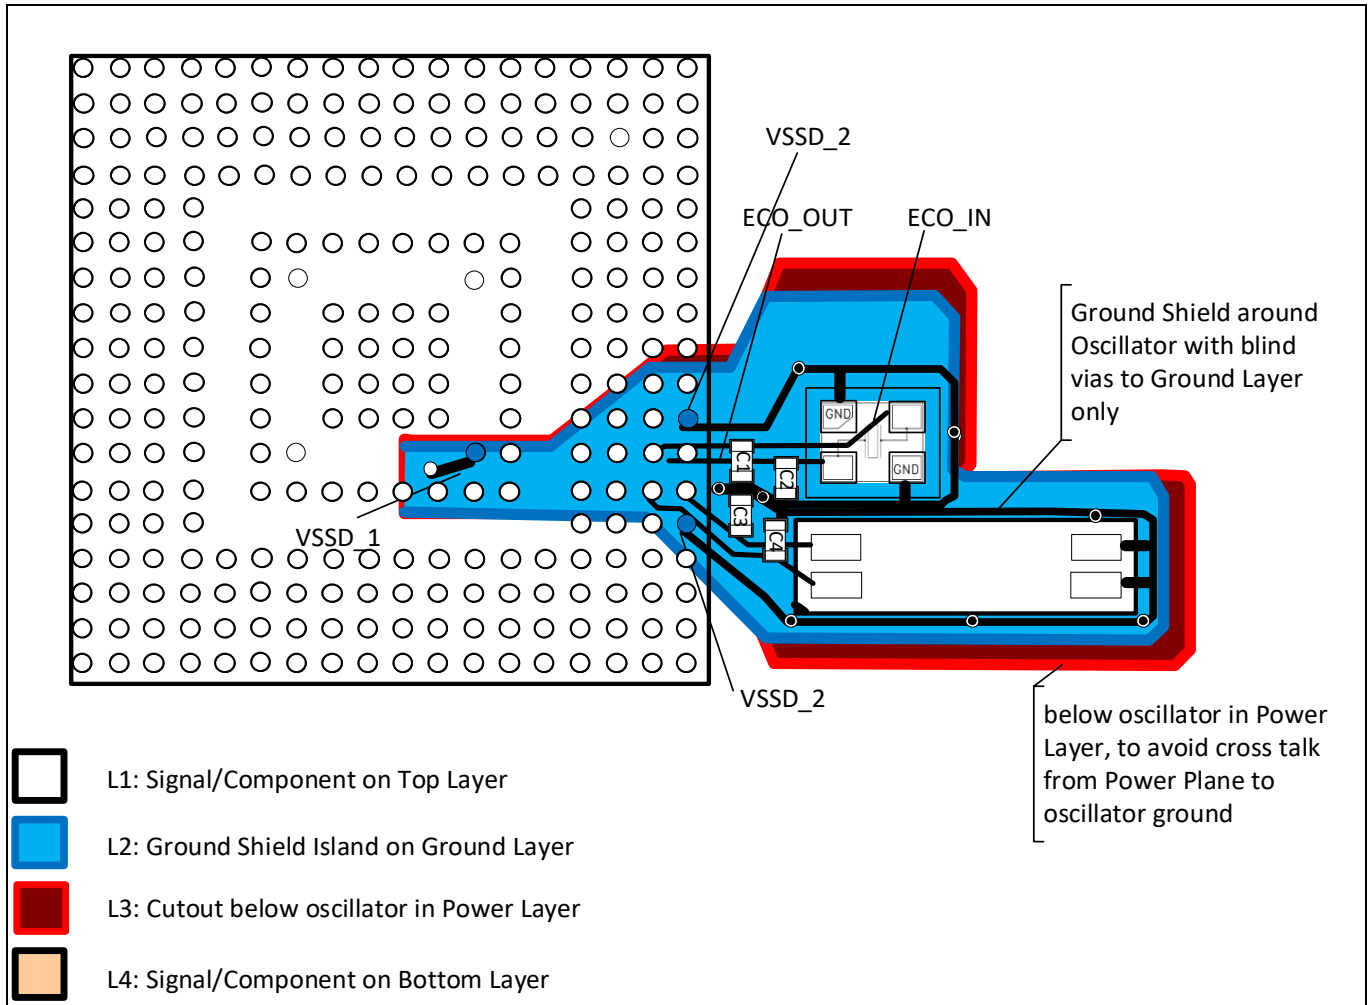 VSSD_2
ECO_OUT
ECO_IN
Ground Shield around
Oscillator with blind
vias to Ground Layer
only
GND
GND
C1
C2
C3
C4
VSSD_1
VSSD_2
below oscillator in Power
Layer, to avoid cross talk
from Power Plane to
oscillator ground
L1: Signal/Component on Top Layer
L2: Ground Shield Island on Ground Layer
L3: Cutout below oscillator in Power Layer
L4: Signal/Component on Bottom Layer